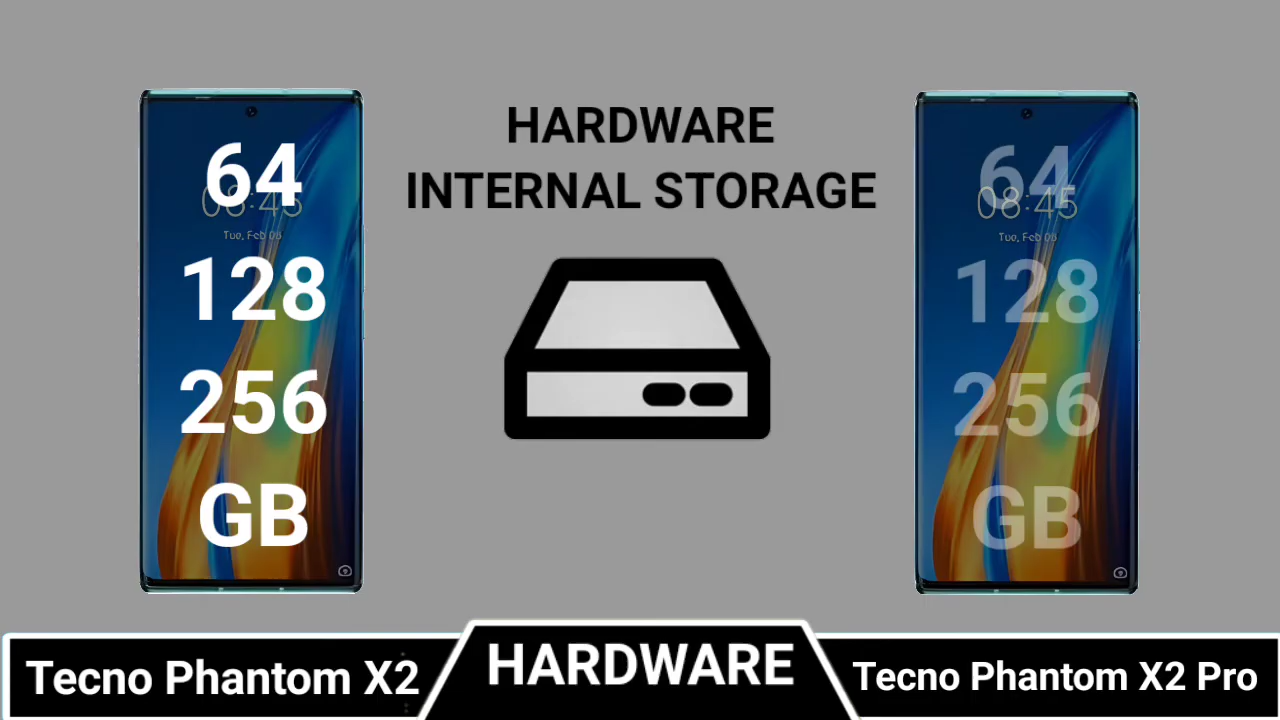 HARDWARE
INTERNAL STORAGE
64
08:45
Tue, Feb 08
128
256
GB
64
08:45
Tue, Feb 08
128
256
GB
Tecno Phantom X2
HARDWARE
Tecno Phantom X2 Pro